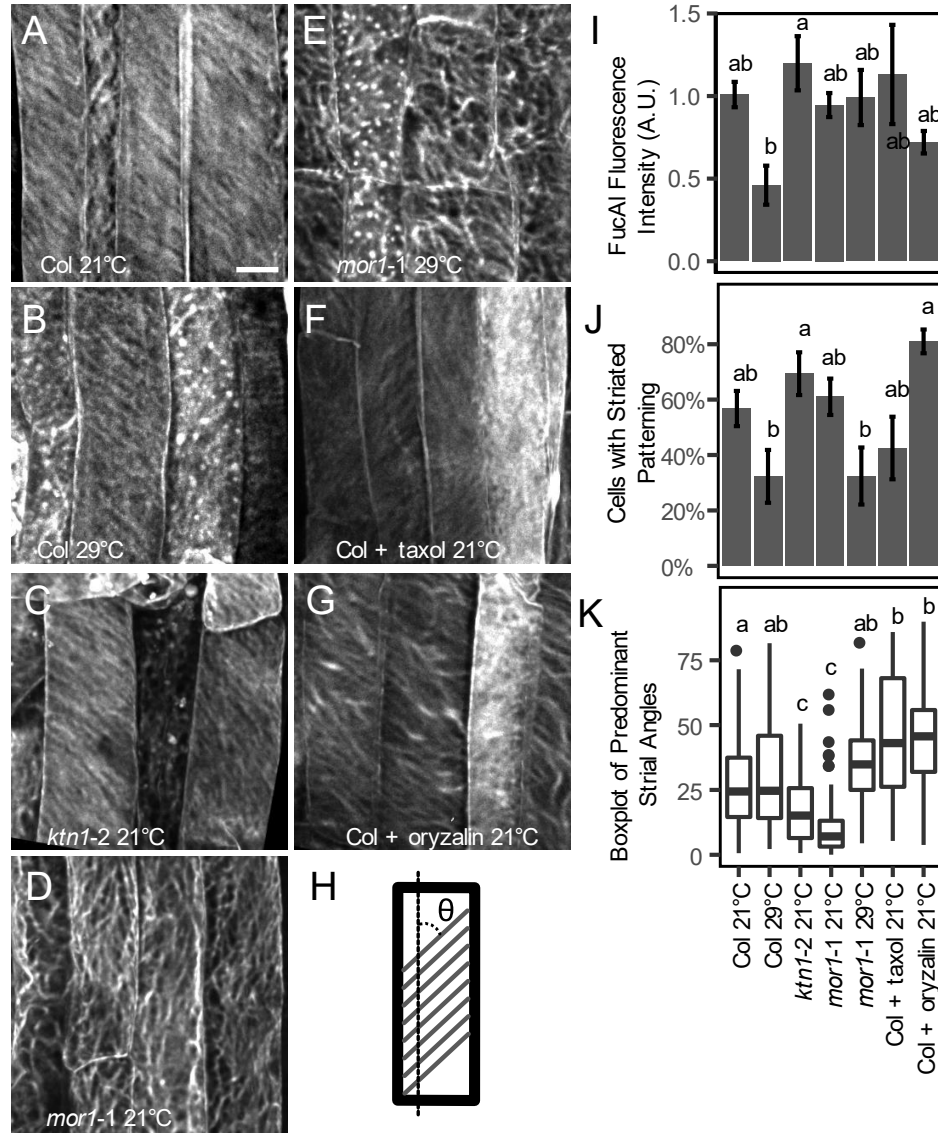 A
Col 21°C
B
Col 29°C
C
ktn1-2 21°C
D
mor1-1 21°C
E
mor1-1 29°C
F
Col + taxol 21°C
G
Col + oryzalin 21°C
H
θ
I
FucAl Fluorescence
Intensity (A.U.)
1.5
1.0
0.5
0.0
ab
b
a
ab
ab
ab
ab
J
Cells with Striated
Patterning
80%
60%
40%
20%
0%
ab
b
a
ab
b
ab
a
K
Boxplot of Predominant
Strial Angles
75
50
25
0
a
ab
c
c
ab
b
b
Col 21°C
Col 29°C
ktn1-2 21°C
mor1-1 21°C
mor1-1 29°C
Col + taxol 21°C
Col + oryzalin 21°C